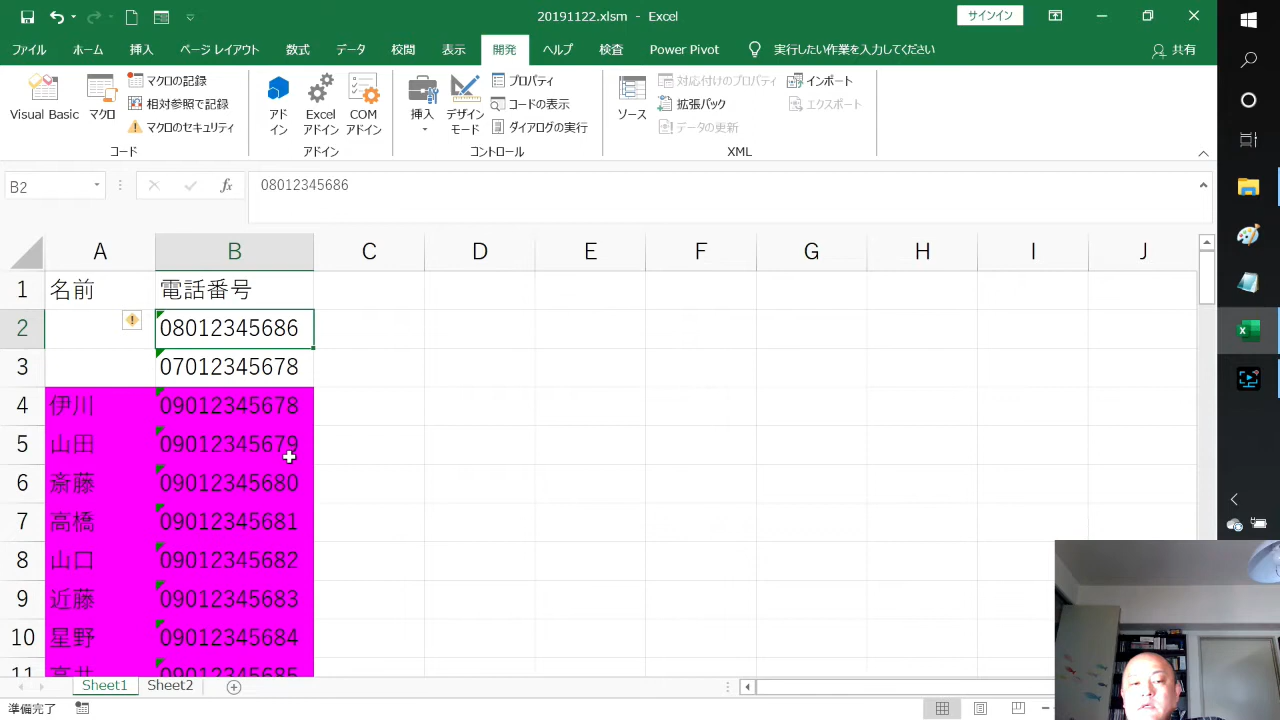 20191122.xlsm - Excel
サインイン
ファイル ホーム 挿入 ページ レイアウト 数式 データ 校閲 表示 開発 ヘルプ 検査 Power Pivot 実行したい作業を入力してください 共有
Visual Basic
マクロ
マクロの記録
相対参照で記録
マクロのセキュリティ
コード
アド
イン
Excel
アドイン
COM
アドイン
アドイン
挿入
デザイン
モード
プロパティ
コードの表示
ダイアログの実行
コントロール
ソース
対応付けのプロパティ
拡張パック
データの更新
インポート
エクスポート
XML
B2
fx
08012345686
A B C D E F G H I J
1 名前 電話番号
2 08012345686
3 07012345678
4 伊川 09012345678
5 山田 09012345679
6 斎藤 09012345680
7 高橋 09012345681
8 山口 09012345682
9 近藤 09012345683
10 星野 09012345684
11 高井 09012345685
Sheet1 Sheet2
準備完了